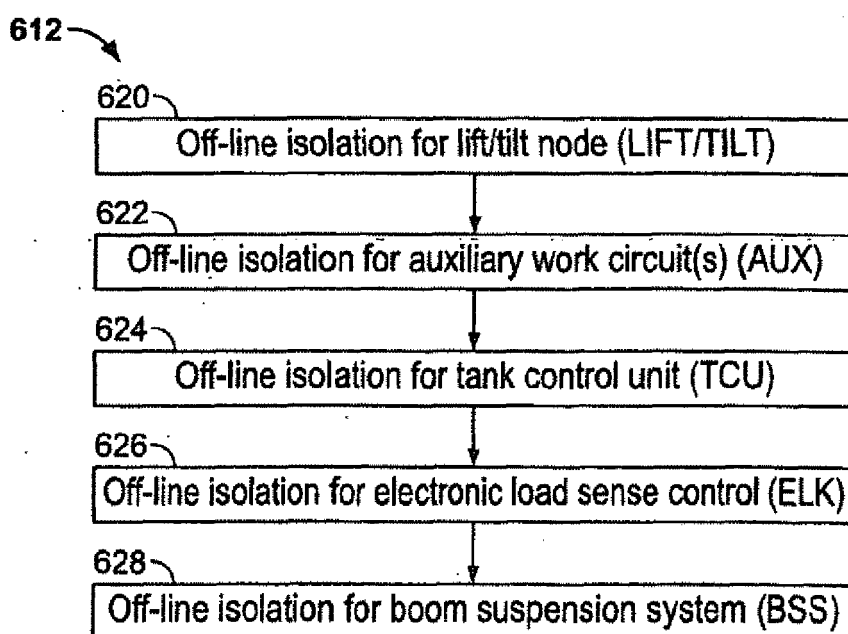 612
620
Off-line isolation for lift/tilt node (LIFT/TILT)
622
Off-line isolation for auxiliary work circuit(s) (AUX)
624
Off-line isolation for tank control unit (TCU)
626
Off-line isolation for electronic load sense control (ELK)
628
Off-line isolation for boom suspension system (BSS)